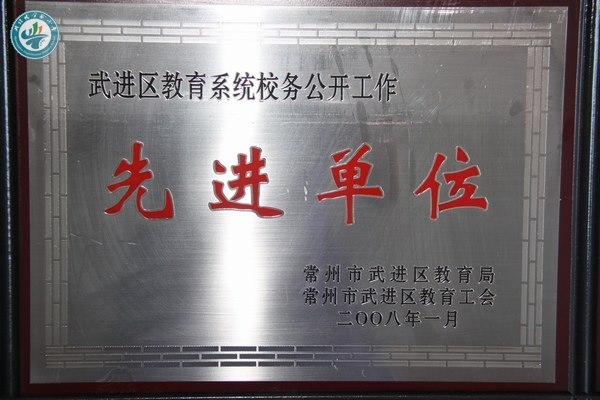 武进区教育系统校务公开工作
先进单位
常州市武进区教育局
常州市武进区教育工会
二〇〇八年一月